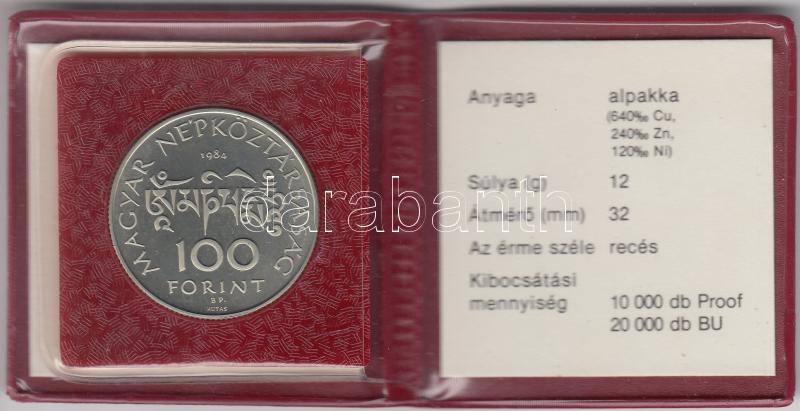 MAGYAR NÉPKÖZTÁRSASÁG
1984
ཨོཾ་མ་ཎི་པདྨེ་ཧཱུྃ
100
FORINT
BP.
KUTAS
Anyaga alpakka
(640‰ Cu,
240‰ Zn,
120‰ Ni)
Súlya (g) 12
Átmérő (mm) 32
Az érme széle recés
Kibocsátási
mennyiség 10 000 db Proof
20 000 db BU
darabanth